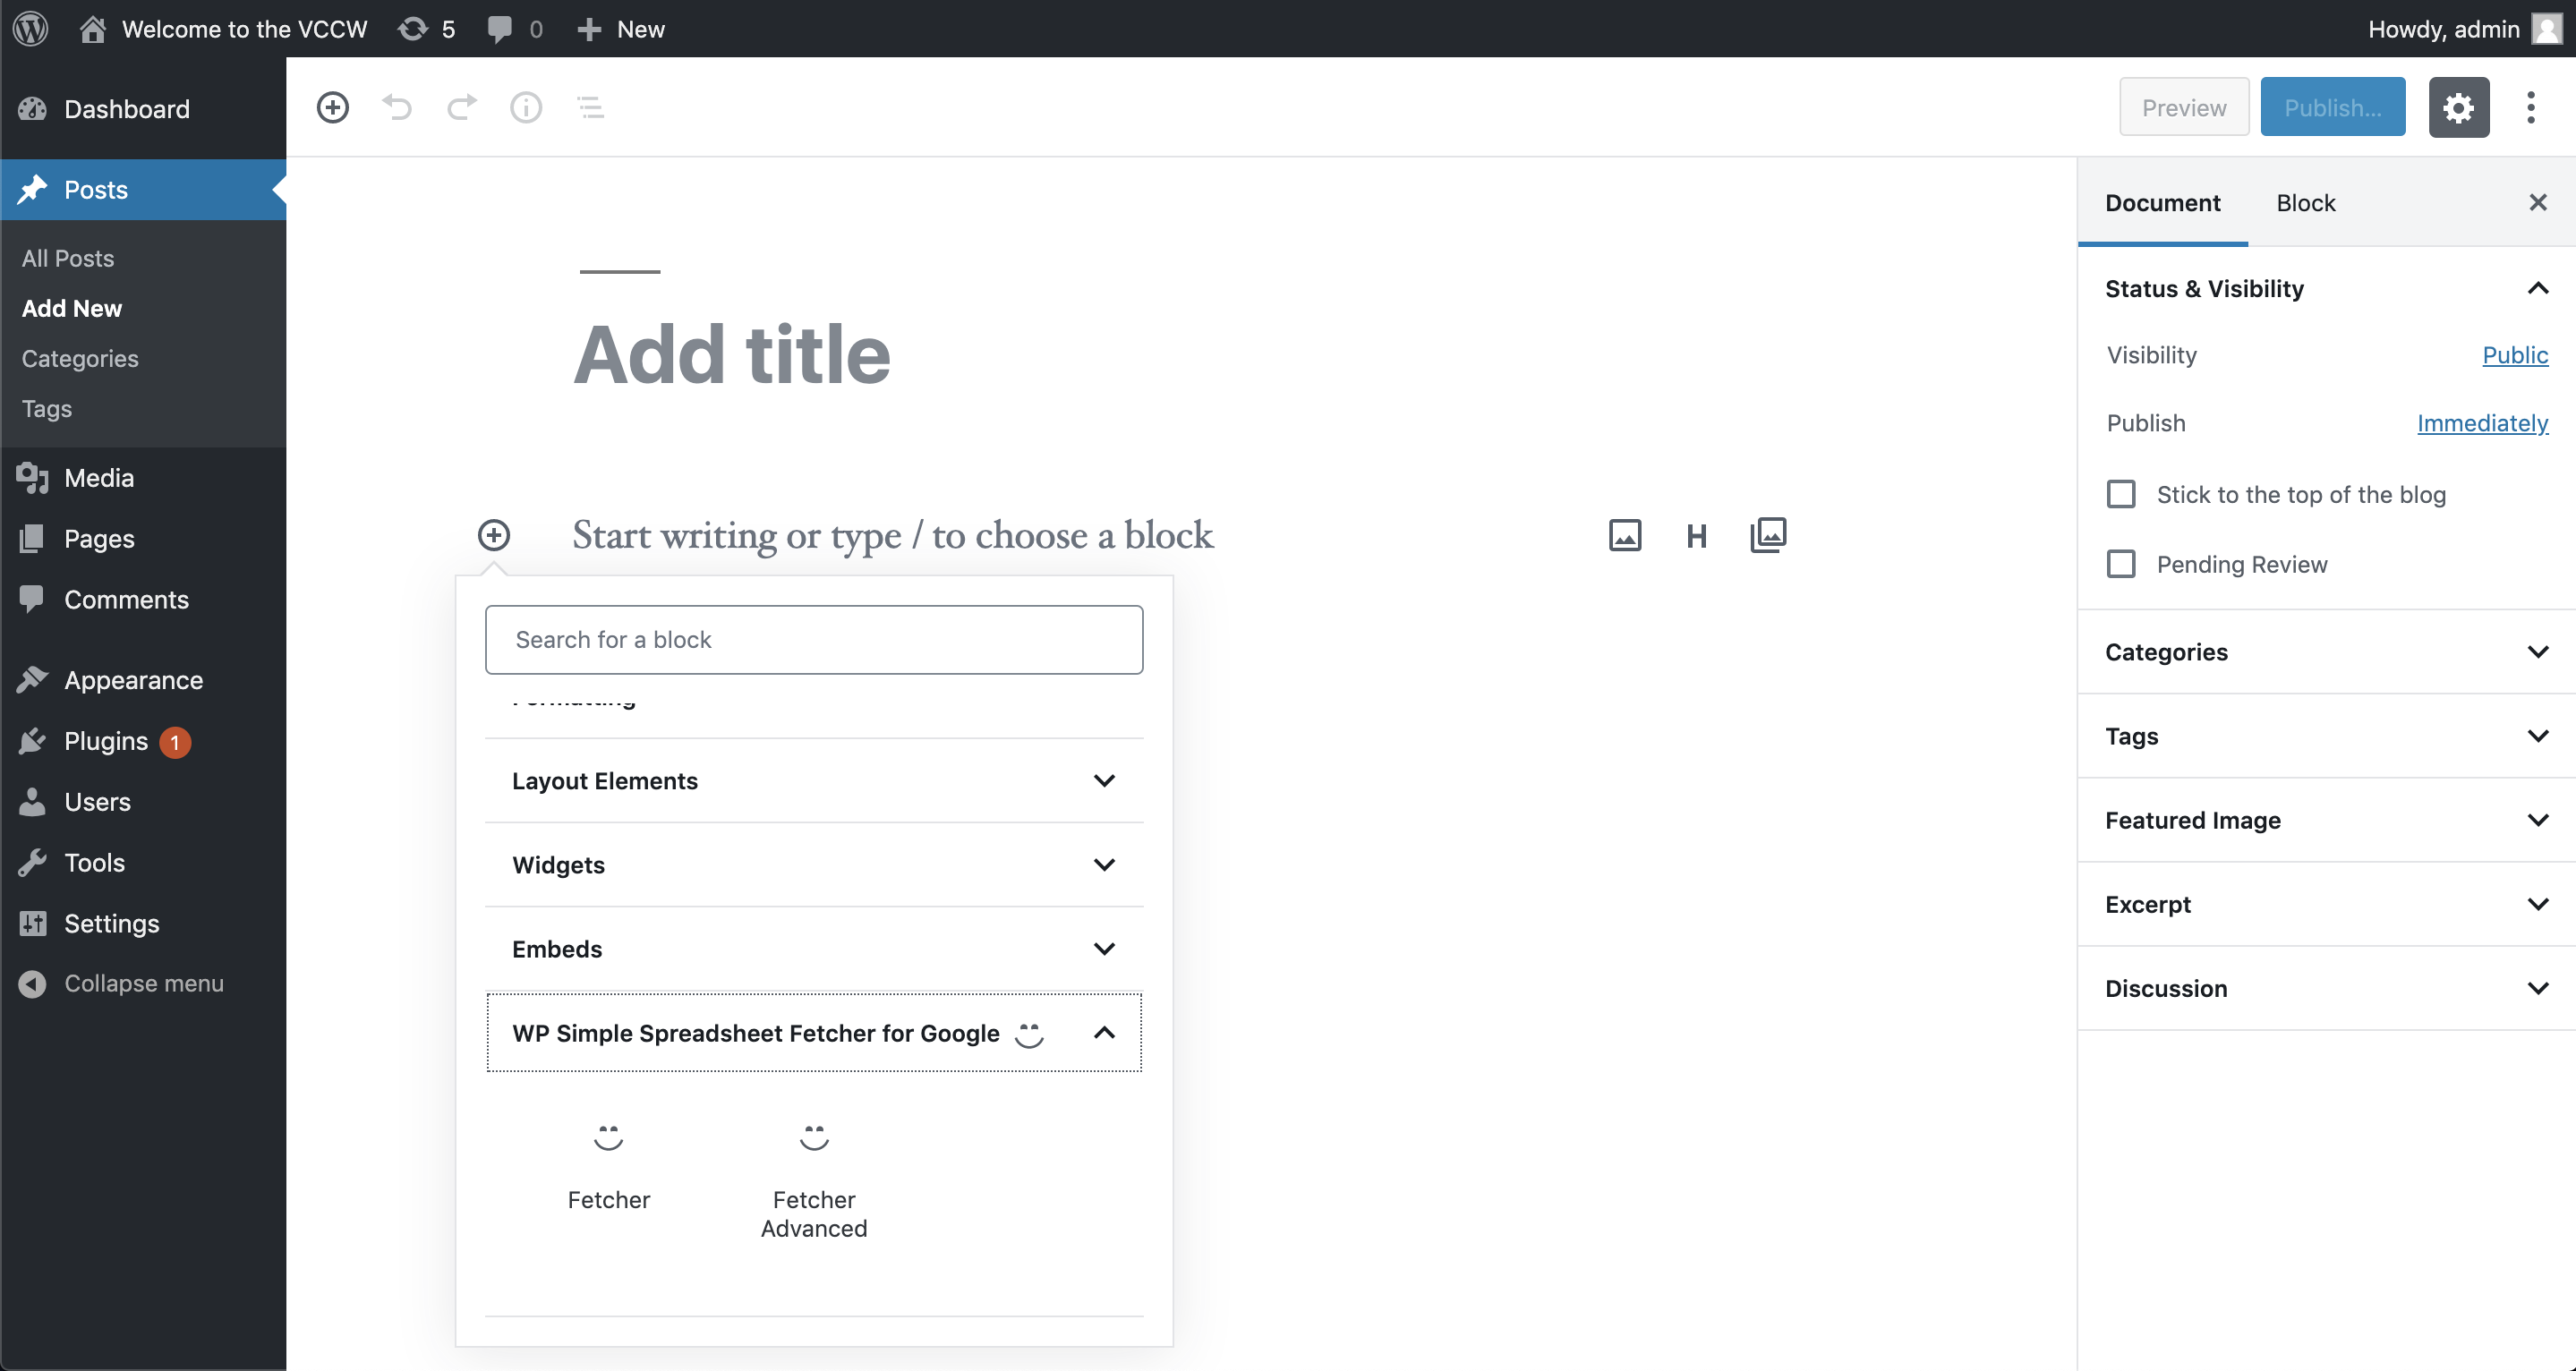 Welcome to the VCCW 5 0 New Howdy, admin
Dashboard
Posts
All Posts
Add New
Categories
Tags
Media
Pages
Comments
Appearance
Plugins 1
Users
Tools
Settings
Collapse menu
Preview Publish...
Add title
Start writing or type / to choose a block
H
Search for a block
Formatting
Layout Elements
Widgets
Embeds
WP Simple Spreadsheet Fetcher for Google
Fetcher
Fetcher
Advanced
Document Block
Status & Visibility
Visibility Public
Publish Immediately
Stick to the top of the blog
Pending Review
Categories
Tags
Featured Image
Excerpt
Discussion